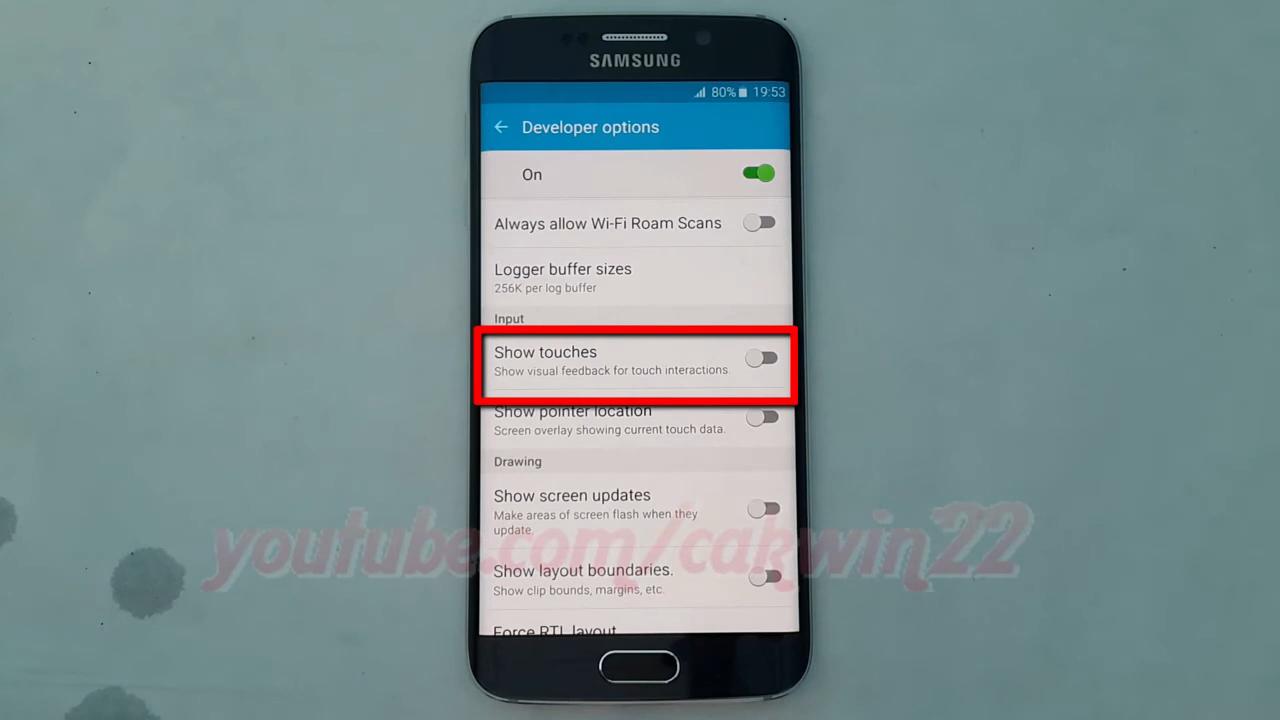 SAMSUNG
80% 19:53
Developer options
On
Always allow Wi-Fi Roam Scans
Logger buffer sizes
256K per log buffer
Input
Show touches
Show visual feedback for touch interactions.
Show pointer location
Screen overlay showing current touch data.
Drawing
Show screen updates
Make areas of screen flash when they
update.
youtube.com/cakwin22
Show layout boundaries.
Show clip bounds, margins, etc.
Force RTL layout